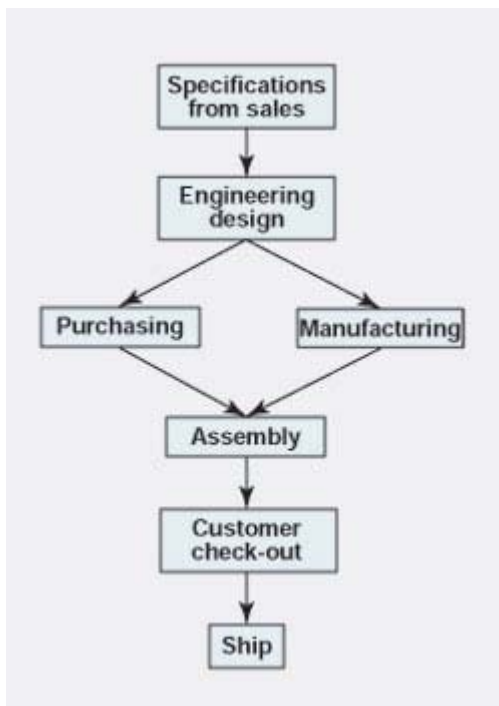 Specifications
from sales
Engineering
design
Purchasing
Manufacturing
Assembly
Customer
check-out
Ship